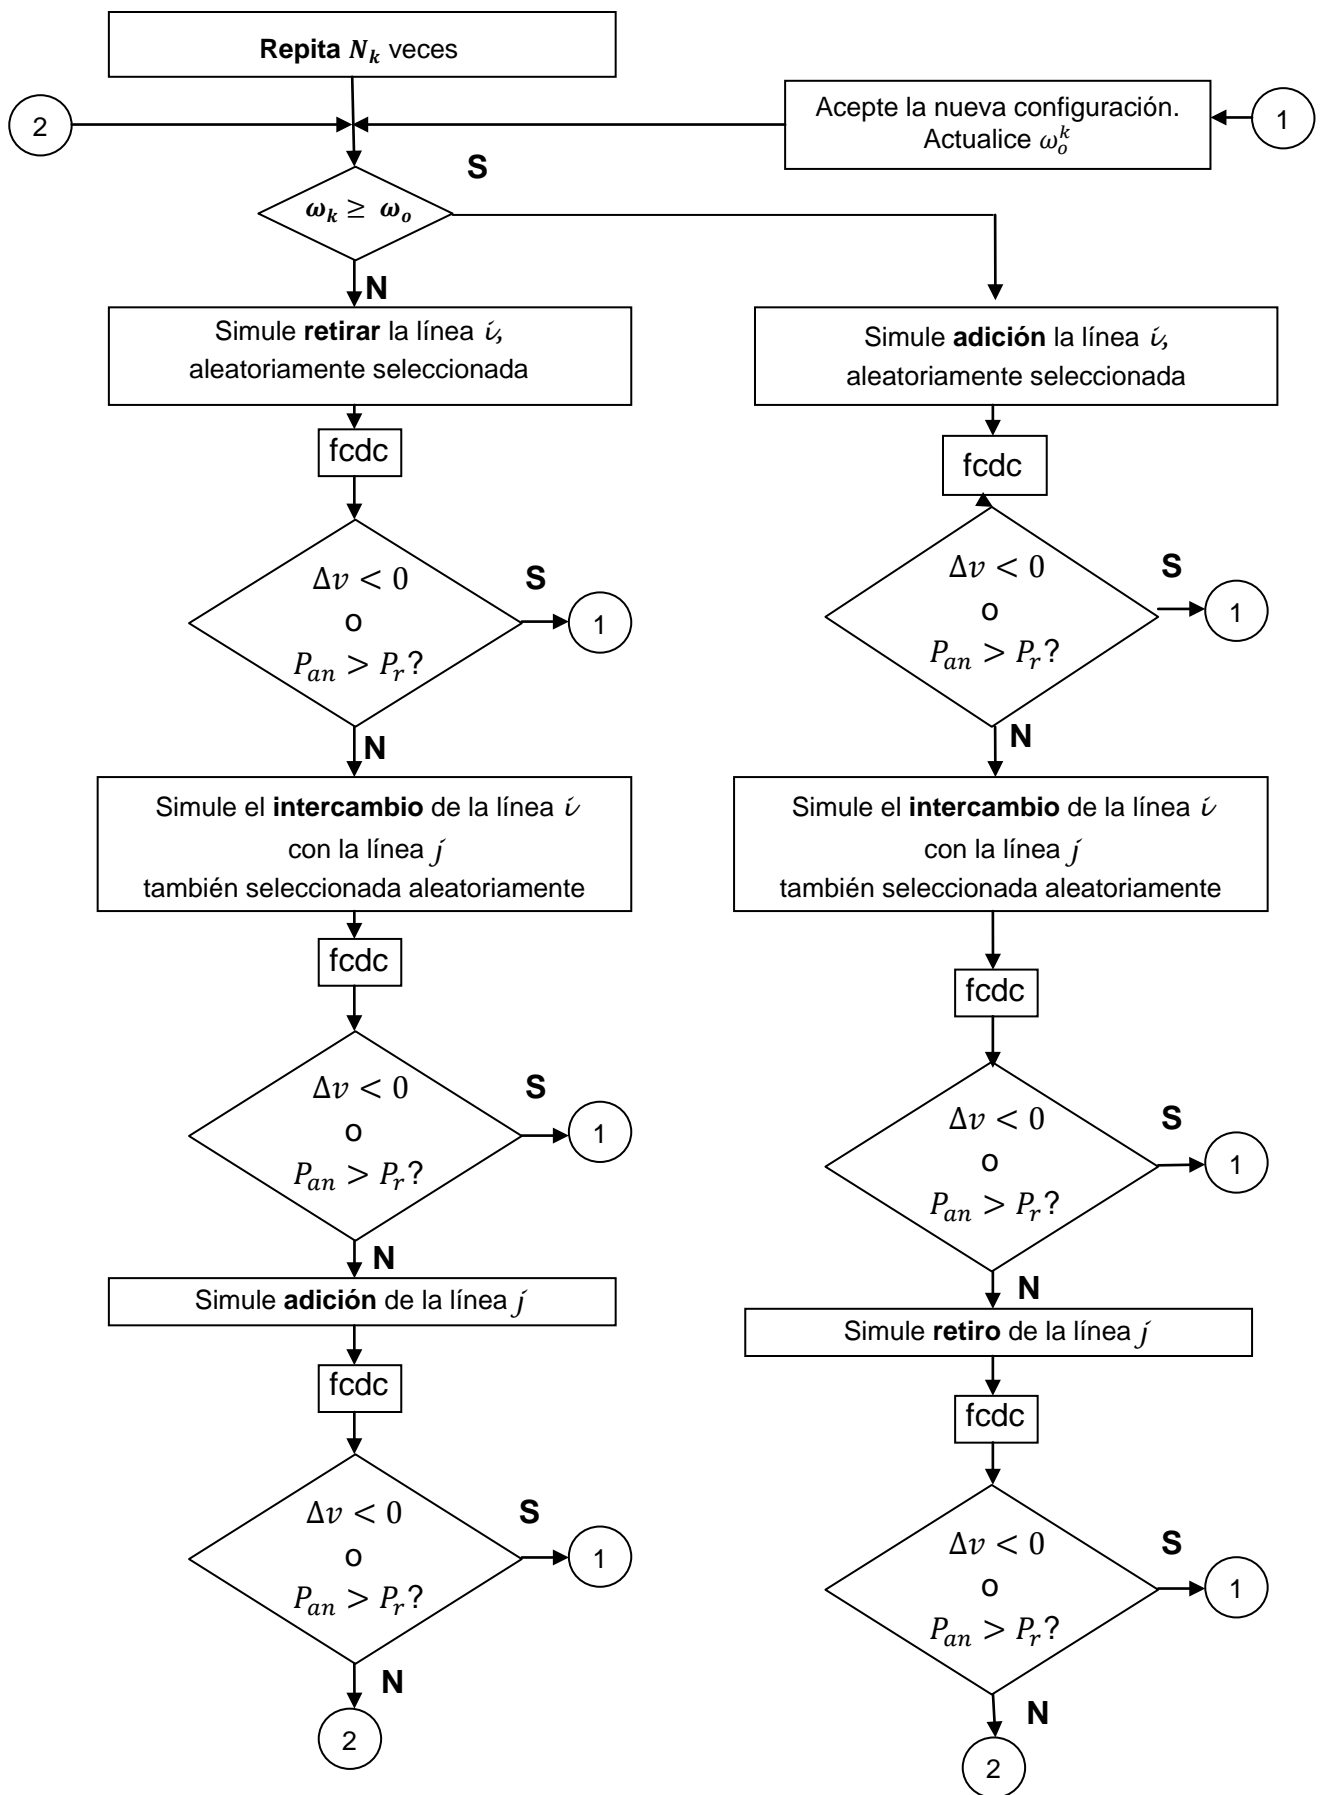 Repita N_k veces
2
Acepte la nueva configuración.
Actualice ω_o^k
1
S
ω_k ≥ ω_o
N
Simule retirar la línea i,
aleatoriamente seleccionada
Simule adición la línea i,
aleatoriamente seleccionada
fcdc
fcdc
Δv < 0
o
P_an > P_r?
S
1
Δv < 0
o
P_an > P_r?
S
1
N
N
Simule el intercambio de la línea i
con la línea j
también seleccionada aleatoriamente
Simule el intercambio de la línea i
con la línea j
también seleccionada aleatoriamente
fcdc
fcdc
Δv < 0
o
P_an > P_r?
S
1
Δv < 0
o
P_an > P_r?
S
1
N
N
Simule adición de la línea j
Simule retiro de la línea j
fcdc
fcdc
Δv < 0
o
P_an > P_r?
S
1
Δv < 0
o
P_an > P_r?
S
1
N
N
2
2